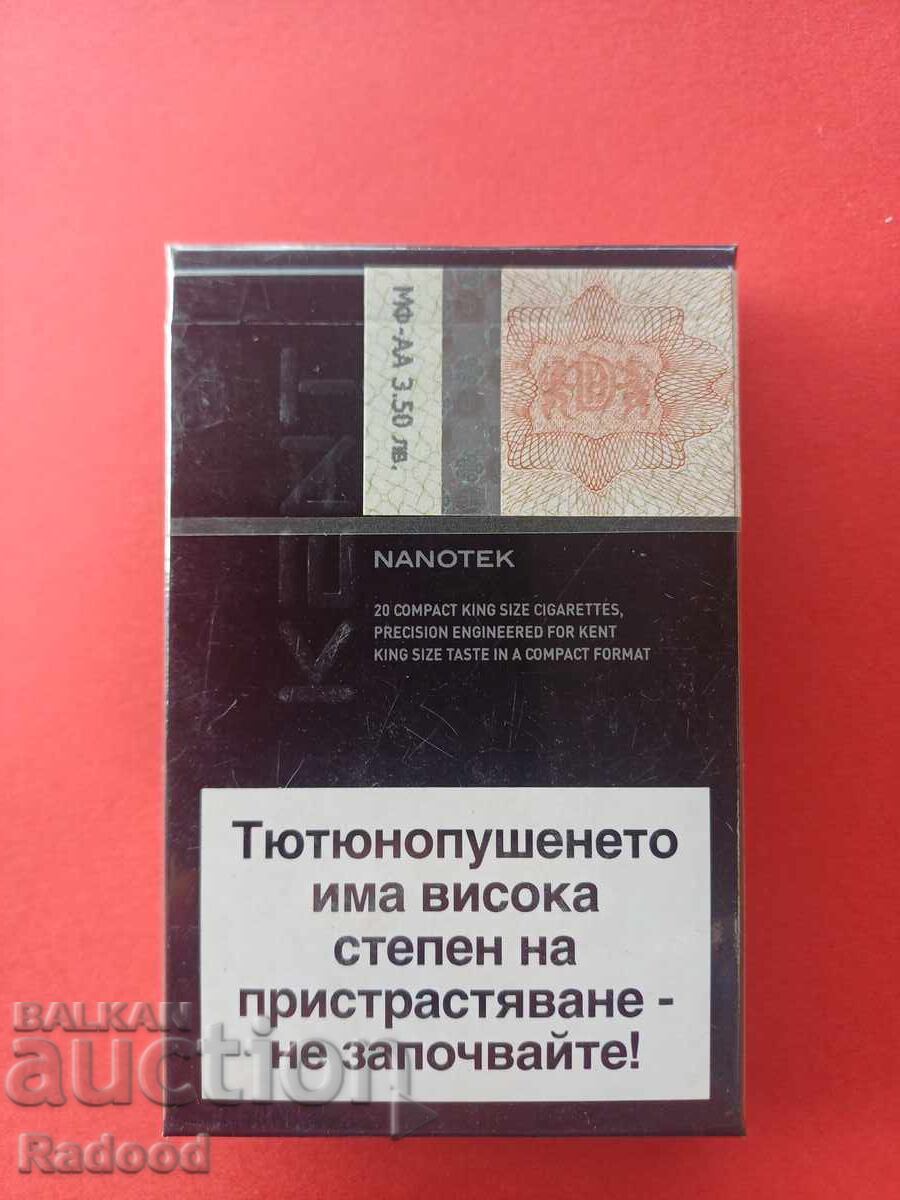 МФ-АА 3.50 лв.
KENT
NANOTEK
20 COMPACT KING SIZE CIGARETTES,
PRECISION ENGINEERED FOR KENT
KING SIZE TASTE IN A COMPACT FORMAT
Тютюнопушенето
има висока
степен на
пристрастяване -
не започвайте!
BALKAN
auction
Radood